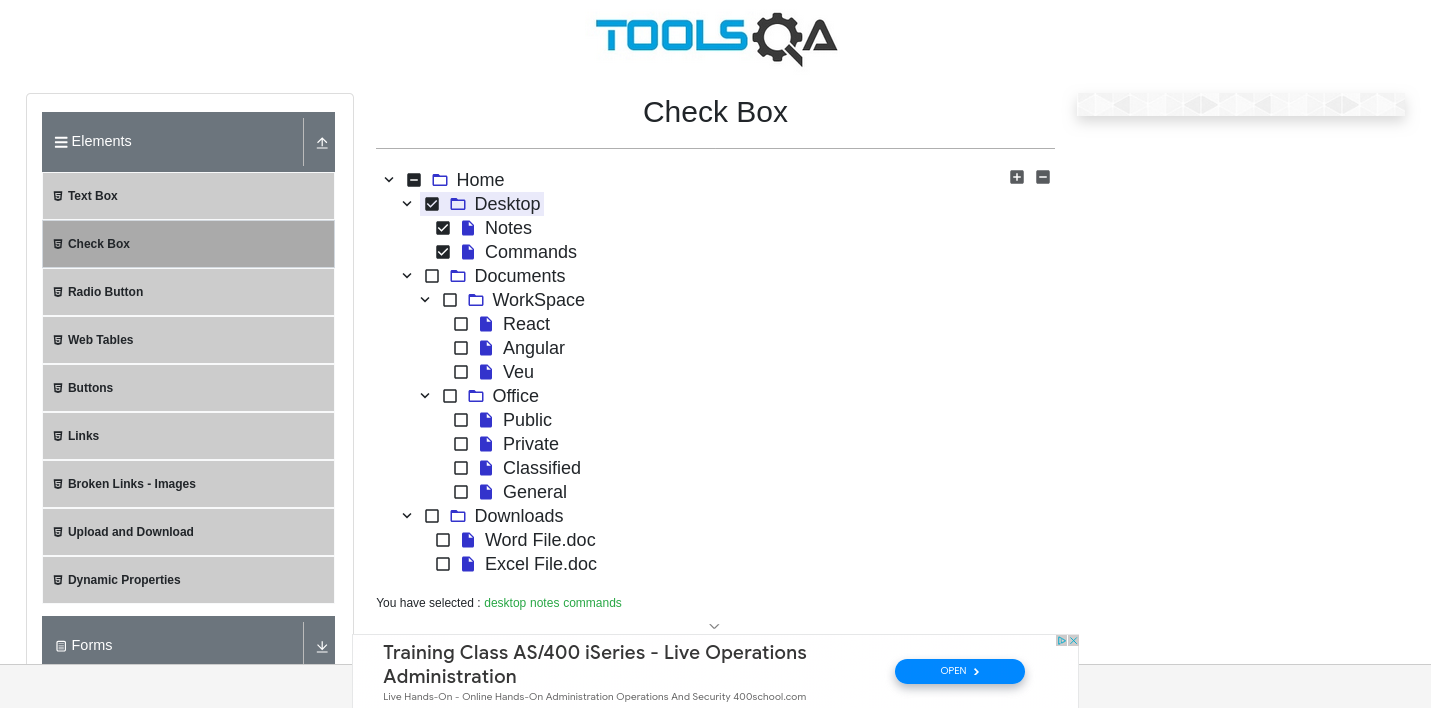 TOOLSQA
Elements
Text Box
Check Box
Radio Button
Web Tables
Buttons
Links
Broken Links - Images
Upload and Download
Dynamic Properties
Forms
Check Box
Home
Desktop
Notes
Commands
Documents
WorkSpace
React
Angular
Veu
Office
Public
Private
Classified
General
Downloads
Word File.doc
Excel File.doc
You have selected : desktop notes commands
Training Class AS/400 iSeries - Live Operations
Administration
Live Hands-On - Online Hands-On Administration Operations And Security 400school.com
OPEN